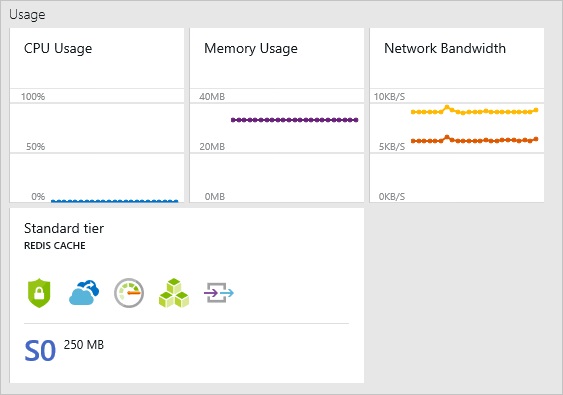 Usage
CPU Usage
100%
50%
0%
Memory Usage
40MB
20MB
0MB
Network Bandwidth
10KB/S
5KB/S
0KB/S
Standard tier
REDIS CACHE
S0 250 MB